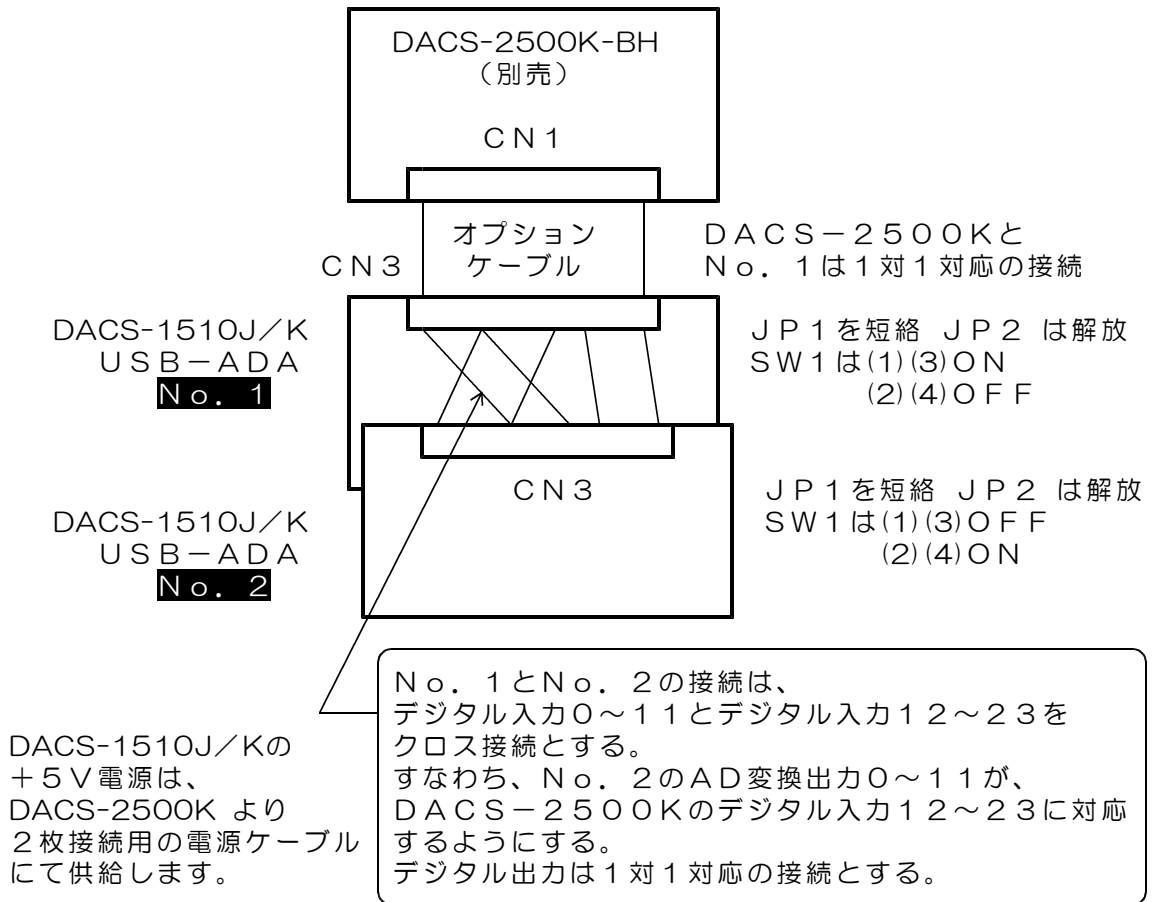 DACS-2500K-BH
(別売)
CN1
オプション
ケーブル
CN3
DACS-2500Kと
No. 1は1対1対応の接続
DACS-1510J/K
USB-ADA
No. 1
JP1を短絡 JP2 は解放
SW1は(1)(3)ON
(2)(4)OFF
CN3
DACS-1510J/K
USB-ADA
No. 2
JP1を短絡 JP2 は解放
SW1は(1)(3)OFF
(2)(4)ON
No. 1とNo. 2の接続は、
デジタル入力0~11とデジタル入力12~23を
クロス接続とする。
すなわち、No. 2のAD変換出力0~11が、
DACS-2500Kのデジタル入力12~23に対応
するようにする。
デジタル出力は1対1対応の接続とする。
DACS-1510J/Kの
+5V電源は、
DACS-2500K より
2枚接続用の電源ケーブル
にて供給します。